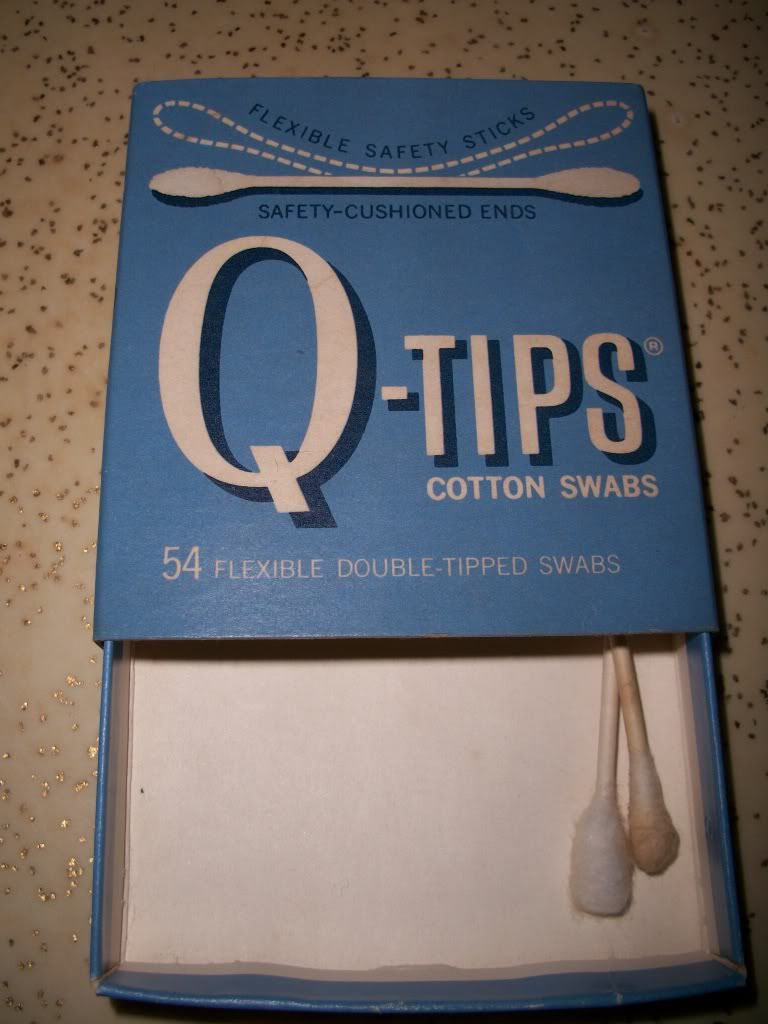 FLEXIBLE SAFETY STICKS
SAFETY-CUSHIONED ENDS
Q-TIPS®
COTTON SWABS
54 FLEXIBLE DOUBLE-TIPPED SWABS